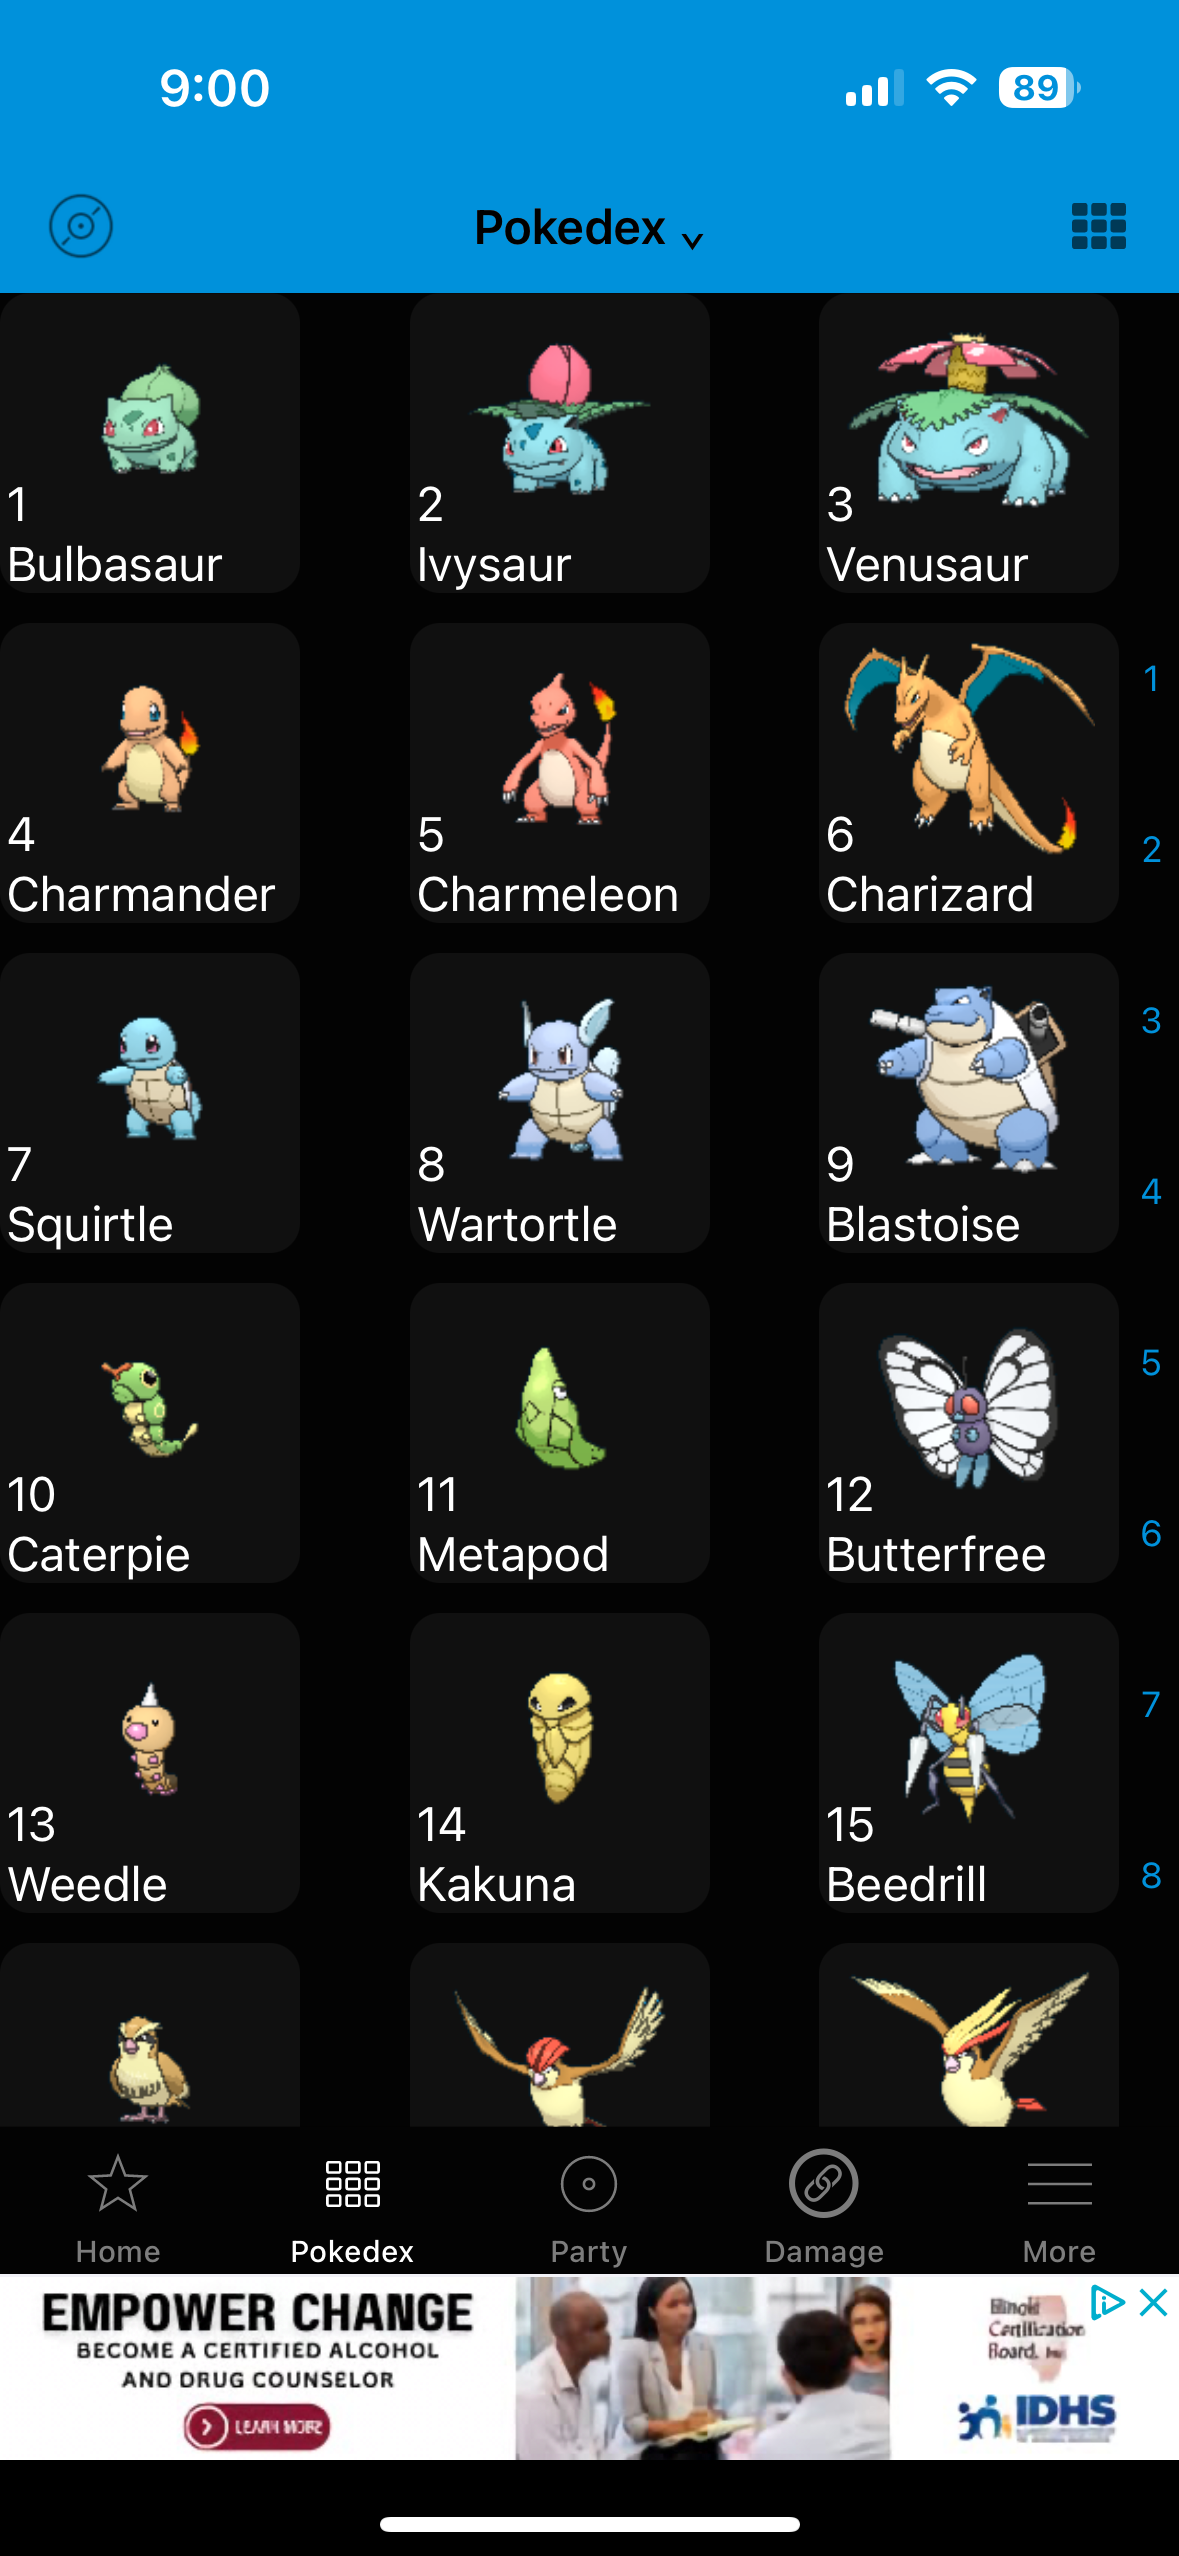 9:00
89
Pokedex
1
Bulbasaur
2
Ivysaur
3
Venusaur
4
Charmander
5
Charmeleon
6
Charizard
7
Squirtle
8
Wartortle
9
Blastoise
10
Caterpie
11
Metapod
12
Butterfree
13
Weedle
14
Kakuna
15
Beedrill
1
2
3
4
5
6
7
8
Home
Pokedex
Party
Damage
More
EMPOWER CHANGE
BECOME A CERTIFIED ALCOHOL
AND DRUG COUNSELOR
LEARN MORE
Illinois
Certification
Board, Inc
IDHS